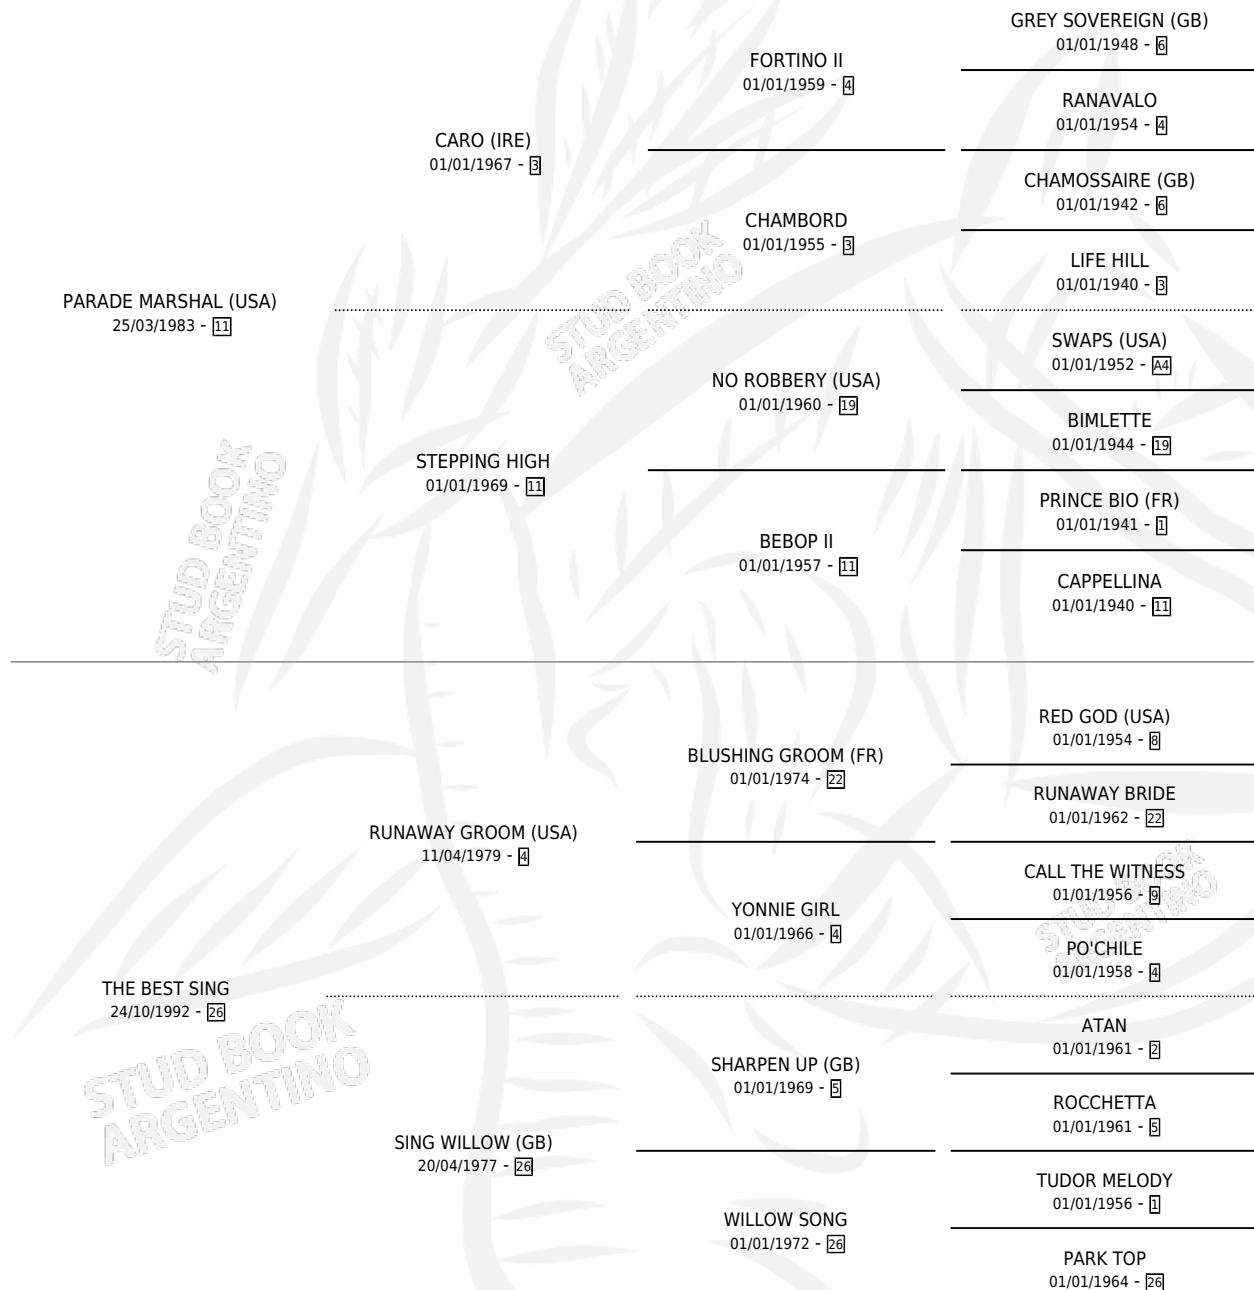 GREY SOVEREIGN (GB)
01/01/1948 - 6
FORTINO II
01/01/1959 - 4
RANAVALO
01/01/1954 - 4
CARO (IRE)
01/01/1967 - 3
CHAMOSSAIRE (GB)
01/01/1942 - 6
CHAMBORD
01/01/1955 - 3
LIFE HILL
01/01/1940 - 3
PARADE MARSHAL (USA)
25/03/1983 - 11
SWAPS (USA)
01/01/1952 - A4
NO ROBBERY (USA)
01/01/1960 - 19
BIMLETTE
01/01/1944 - 19
STEPPING HIGH
01/01/1969 - 11
PRINCE BIO (FR)
01/01/1941 - 1
BEBOP II
01/01/1957 - 11
CAPPELLINA
01/01/1940 - 11
RED GOD (USA)
01/01/1954 - 8
BLUSHING GROOM (FR)
01/01/1974 - 22
RUNAWAY BRIDE
01/01/1962 - 22
RUNAWAY GROOM (USA)
11/04/1979 - 4
CALL THE WITNESS
01/01/1956 - 9
YONNIE GIRL
01/01/1966 - 4
PO'CHILE
01/01/1958 - 4
THE BEST SING
24/10/1992 - 26
ATAN
01/01/1961 - 2
SHARPEN UP (GB)
01/01/1969 - 5
ROCCHETTA
01/01/1961 - 5
SING WILLOW (GB)
20/04/1977 - 26
TUDOR MELODY
01/01/1956 - 1
WILLOW SONG
01/01/1972 - 26
PARK TOP
01/01/1964 - 26
STUD BOOK
ARGENTINO
STUD BOOK
ARGENTINO
STUD BOOK
ARGENTINO
STUD BOOK
ARGENTINO